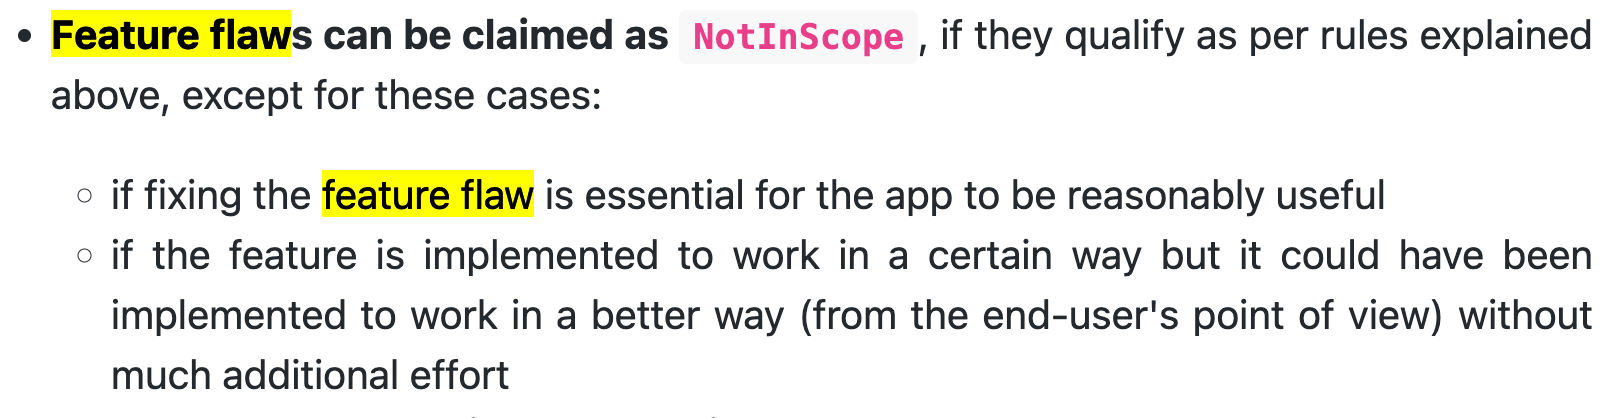 • Feature flaws can be claimed as NotInScope , if they qualify as per rules explained
above, except for these cases:
◦ if fixing the feature flaw is essential for the app to be reasonably useful
◦ if the feature is implemented to work in a certain way but it could have been
implemented to work in a better way (from the end-user's point of view) without
much additional effort